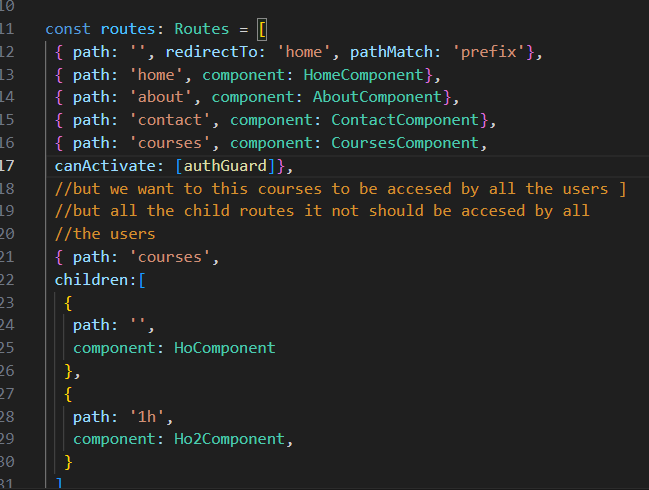 10
11 const routes: Routes = [
12 { path: '', redirectTo: 'home', pathMatch: 'prefix'},
13 { path: 'home', component: HomeComponent},
14 { path: 'about', component: AboutComponent},
15 { path: 'contact', component: ContactComponent},
16 { path: 'courses', component: CoursesComponent,
17 canActivate: [authGuard]},
18 //but we want to this courses to be accesed by all the users ]
19 //but all the child routes it not should be accesed by all
20 //the users
21 { path: 'courses',
22 children:[
23 {
24 path: '',
25 component: HoComponent
26 },
27 {
28 path: '1h',
29 component: Ho2Component,
30 }
31 ]